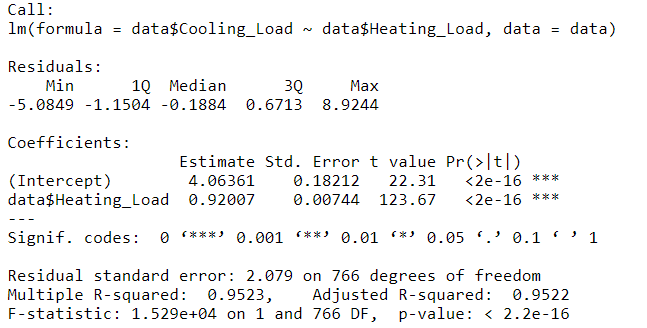 Call:
lm(formula = data$Cooling_Load ~ data$Heating_Load, data = data)
Residuals:
    Min      1Q  Median      3Q     Max
-5.0849 -1.1504 -0.1884  0.6713  8.9244
Coefficients:
                  Estimate Std. Error t value Pr(>|t|)
(Intercept)        4.06361    0.18212   22.31   <2e-16 ***
data$Heating_Load  0.92007    0.00744  123.67   <2e-16 ***
---
Signif. codes:  0 ‘***’ 0.001 ‘**’ 0.01 ‘*’ 0.05 ‘.’ 0.1 ‘ ’ 1
Residual standard error: 2.079 on 766 degrees of freedom
Multiple R-squared:  0.9523,    Adjusted R-squared:  0.9522
F-statistic: 1.529e+04 on 1 and 766 DF,  p-value: < 2.2e-16